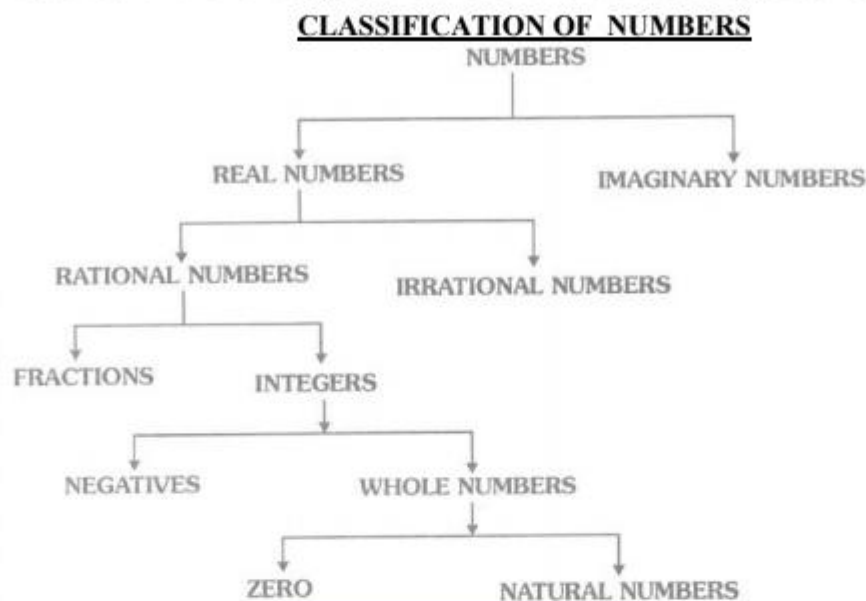 CLASSIFICATION OF NUMBERS
NUMBERS
REAL NUMBERS
IMAGINARY NUMBERS
RATIONAL NUMBERS
IRRATIONAL NUMBERS
FRACTIONS
INTEGERS
NEGATIVES
WHOLE NUMBERS
ZERO
NATURAL NUMBERS